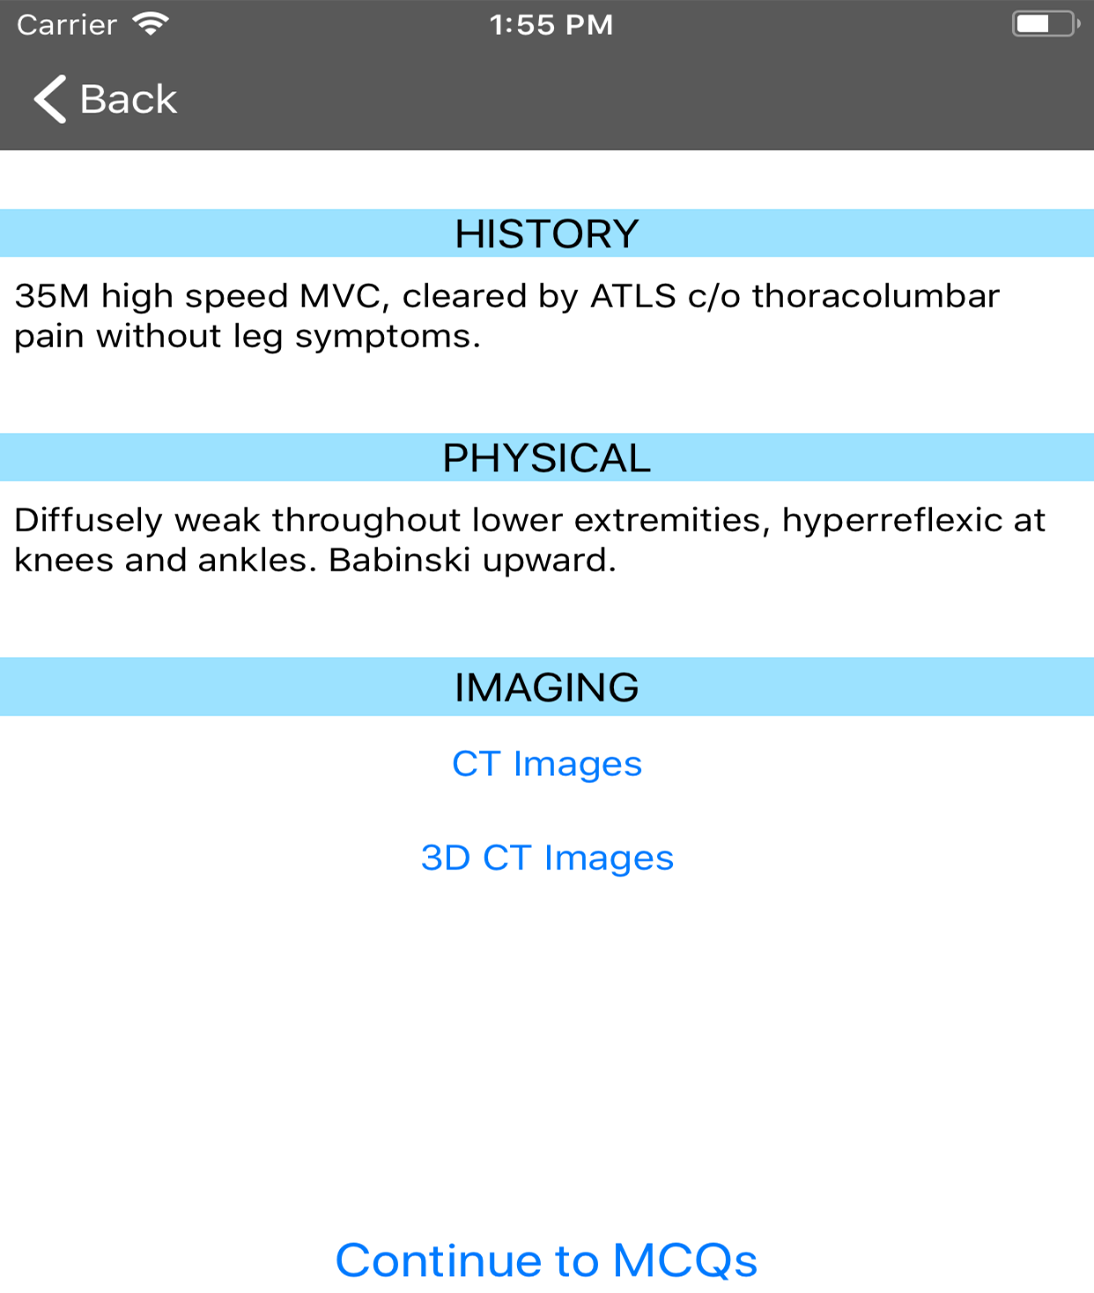 Carrier 1:55 PM
Back
HISTORY
35M high speed MVC, cleared by ATLS c/o thoracolumbar
pain without leg symptoms.
PHYSICAL
Diffusely weak throughout lower extremities, hyperreflexic at
knees and ankles. Babinski upward.
IMAGING
CT Images
3D CT Images
Continue to MCQs